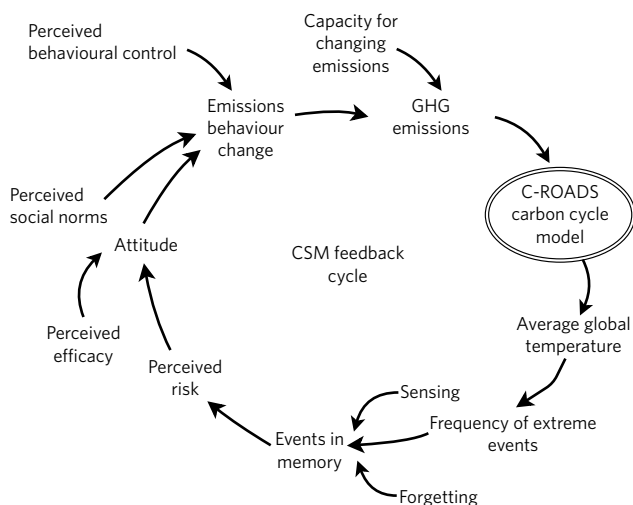 Perceived
behavioural control
Capacity for
changing emissions
Emissions
behaviour
change
GHG
emissions
C-ROADS
carbon cycle
model
Perceived
social norms
Attitude
CSM feedback
cycle
Perceived
efficacy
Average global
temperature
Perceived
risk
Sensing
Frequency of extreme
events
Events in
memory
Forgetting